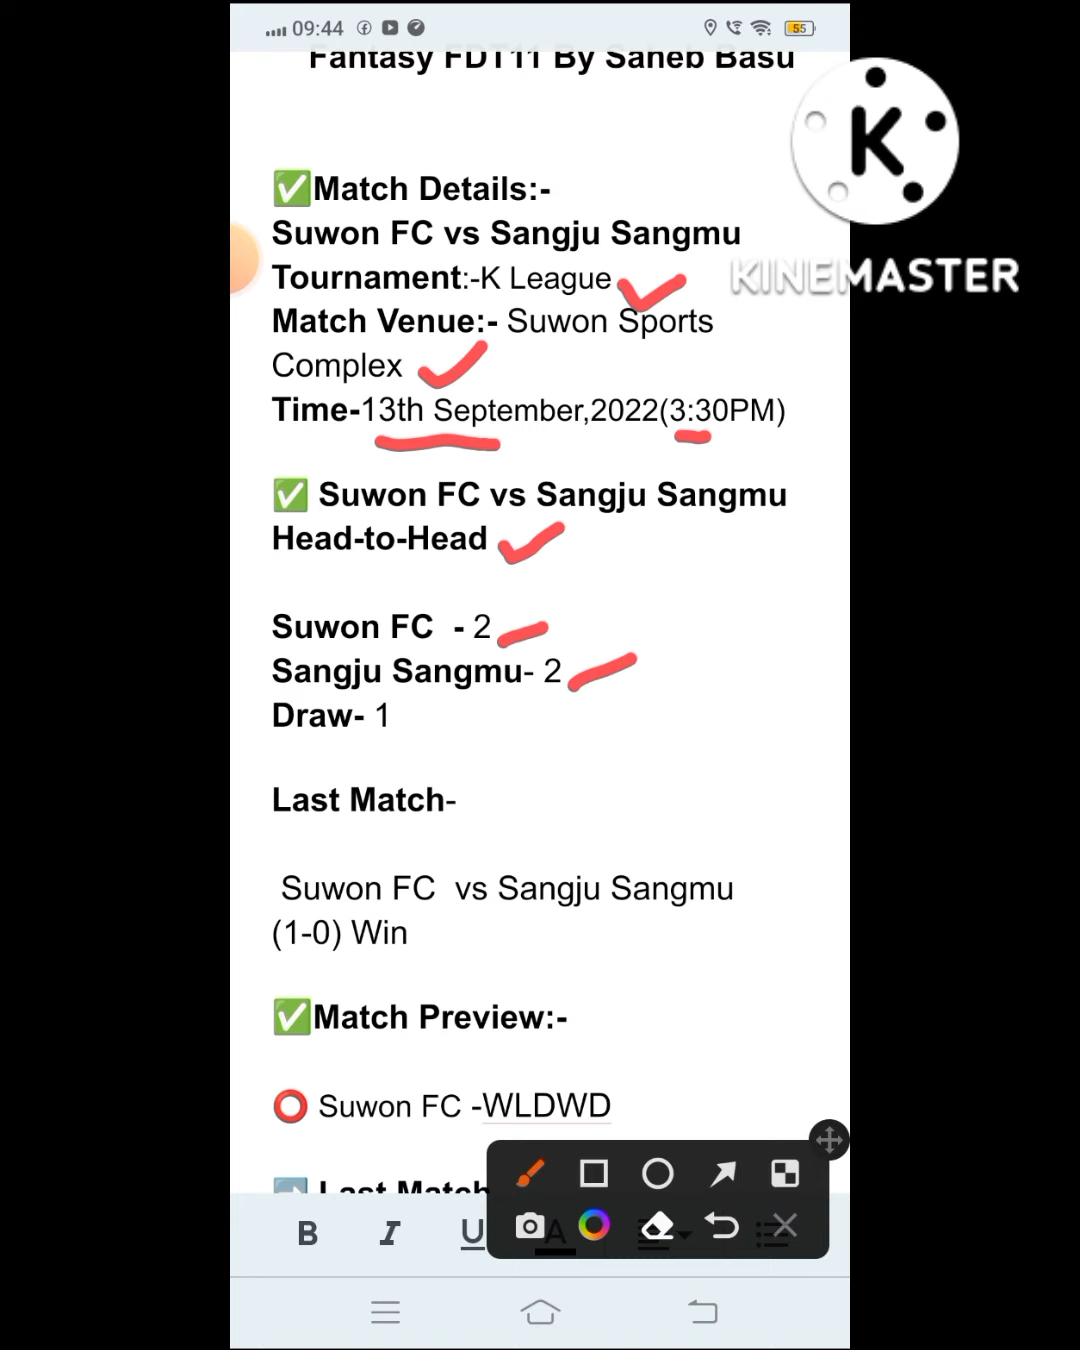 09:44
55
Fantasy FDT11 By Saheb Basu
K
KINEMASTER
✅Match Details:-
Suwon FC vs Sangju Sangmu
Tournament:-K League
Match Venue:- Suwon Sports
Complex
Time-13th September,2022(3:30PM)
✅ Suwon FC vs Sangju Sangmu
Head-to-Head
Suwon FC - 2
Sangju Sangmu- 2
Draw- 1
Last Match-
Suwon FC vs Sangju Sangmu
(1-0) Win
✅Match Preview:-
⭕ Suwon FC -WLDWD
➡️ Last Match
B I U A